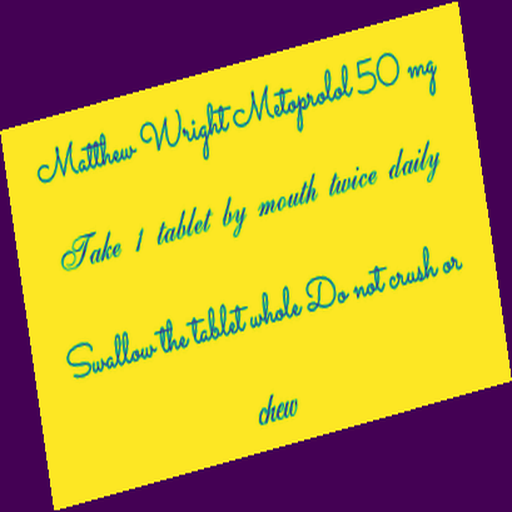 Matthew Wright Metoprolol 50 mg
Take 1 tablet by mouth twice daily
Swallow the tablet whole Do not crush or
chew